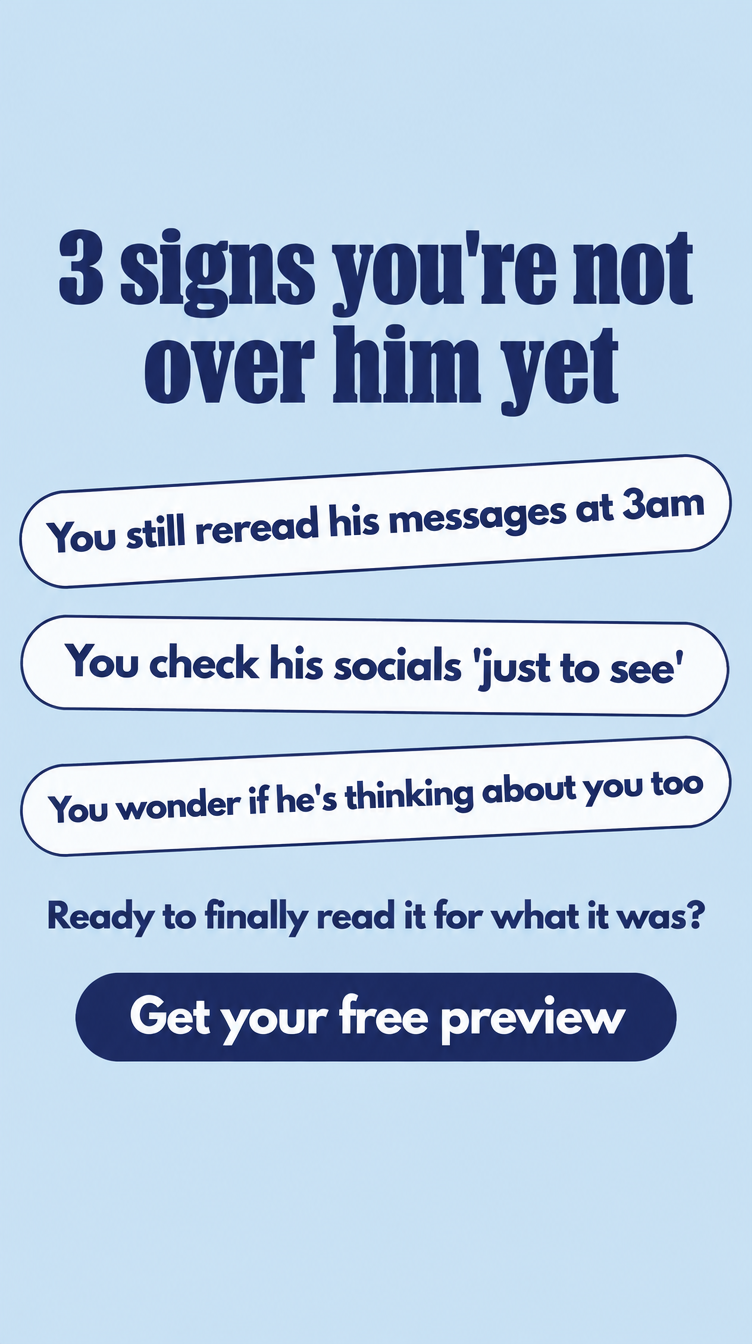 3 signs you're not
over him yet
You still reread his messages at 3am
You check his socials 'just to see'
You wonder if he's thinking about you too
Ready to finally read it for what it was?
Get your free preview